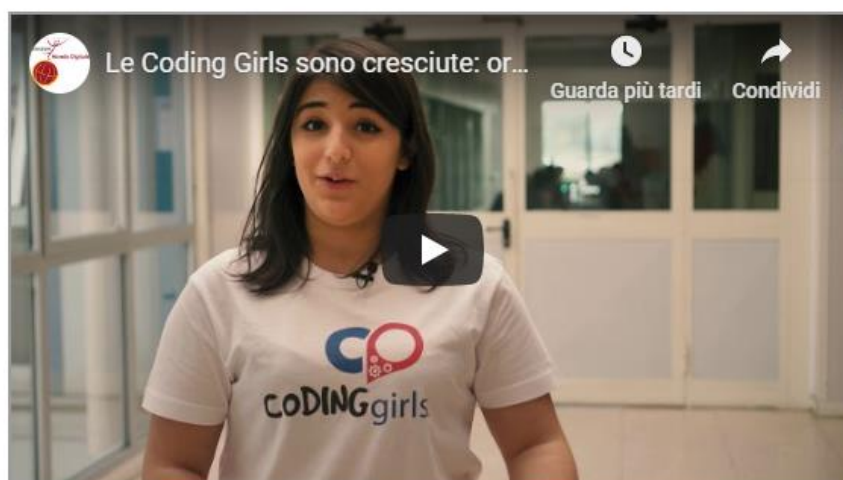 Le Coding Girls sono cresciute: or...
Guarda più tardi
Condividi
CODINGgirls